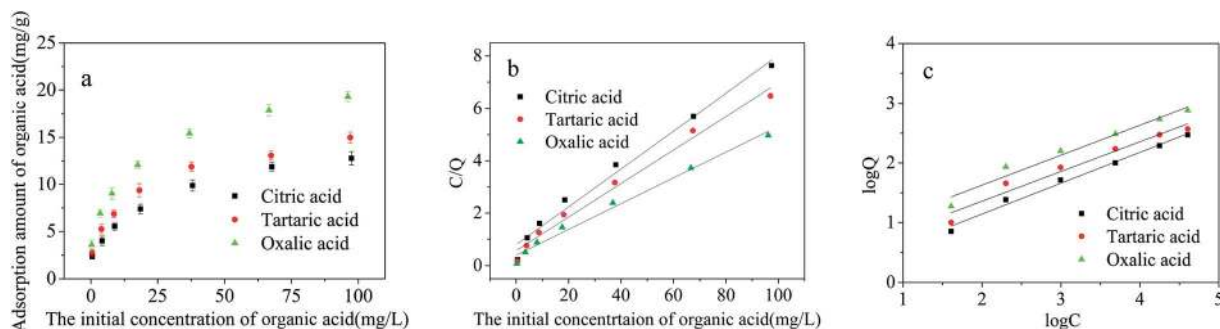 Adsorption amount of organic acid(mg/g)
25
20
15
10
5
0
a
Citric acid
Tartaric acid
Oxalic acid
0
25
50
75
100
The initial concentration of organic acid(mg/L)
C/Q
8
6
4
2
0
b
Citric acid
Tartaric acid
Oxalic acid
0
20
40
60
80
100
The initial concentrtaion of organic acid(mg/L)
logQ
4
3
2
1
0
c
Citric acid
Tartaric acid
Oxalic acid
1
2
3
4
5
logC